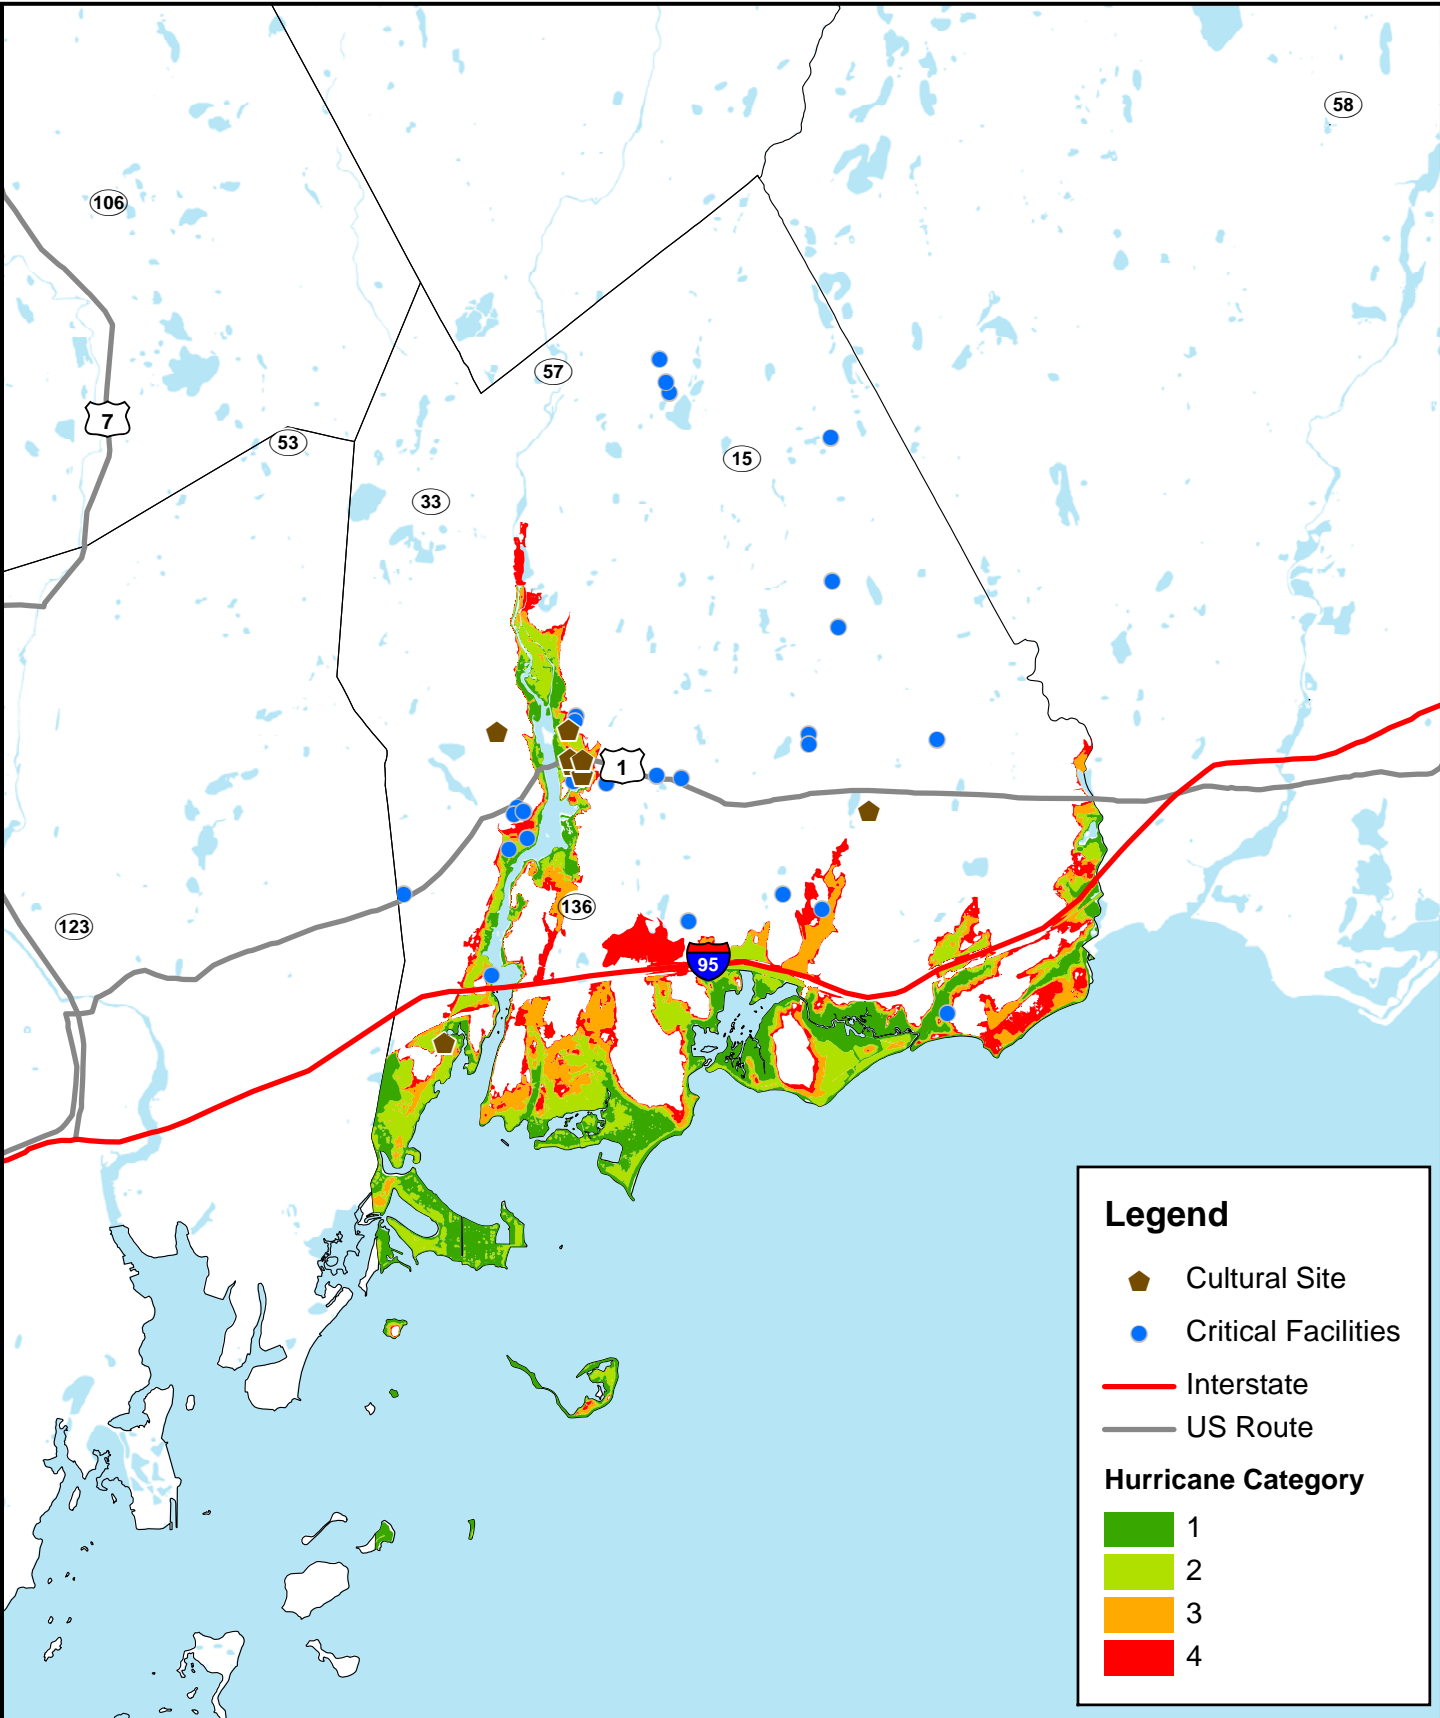 58
106
57
7
53
15
33
1
136
123
95
Legend
Cultural Site
Critical Facilities
Interstate
US Route
Hurricane Category
1
2
3
4